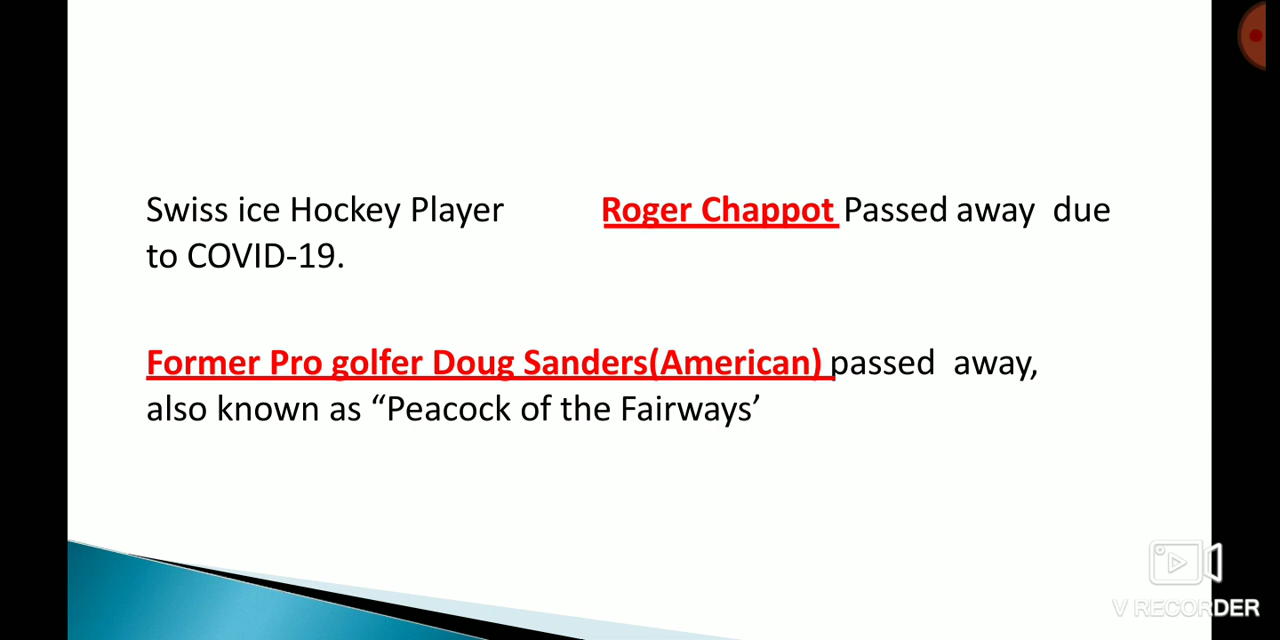 Swiss ice Hockey Player Roger Chappot Passed away due
to COVID-19.
Former Pro golfer Doug Sanders(American) passed away,
also known as “Peacock of the Fairways’
V RECORDER